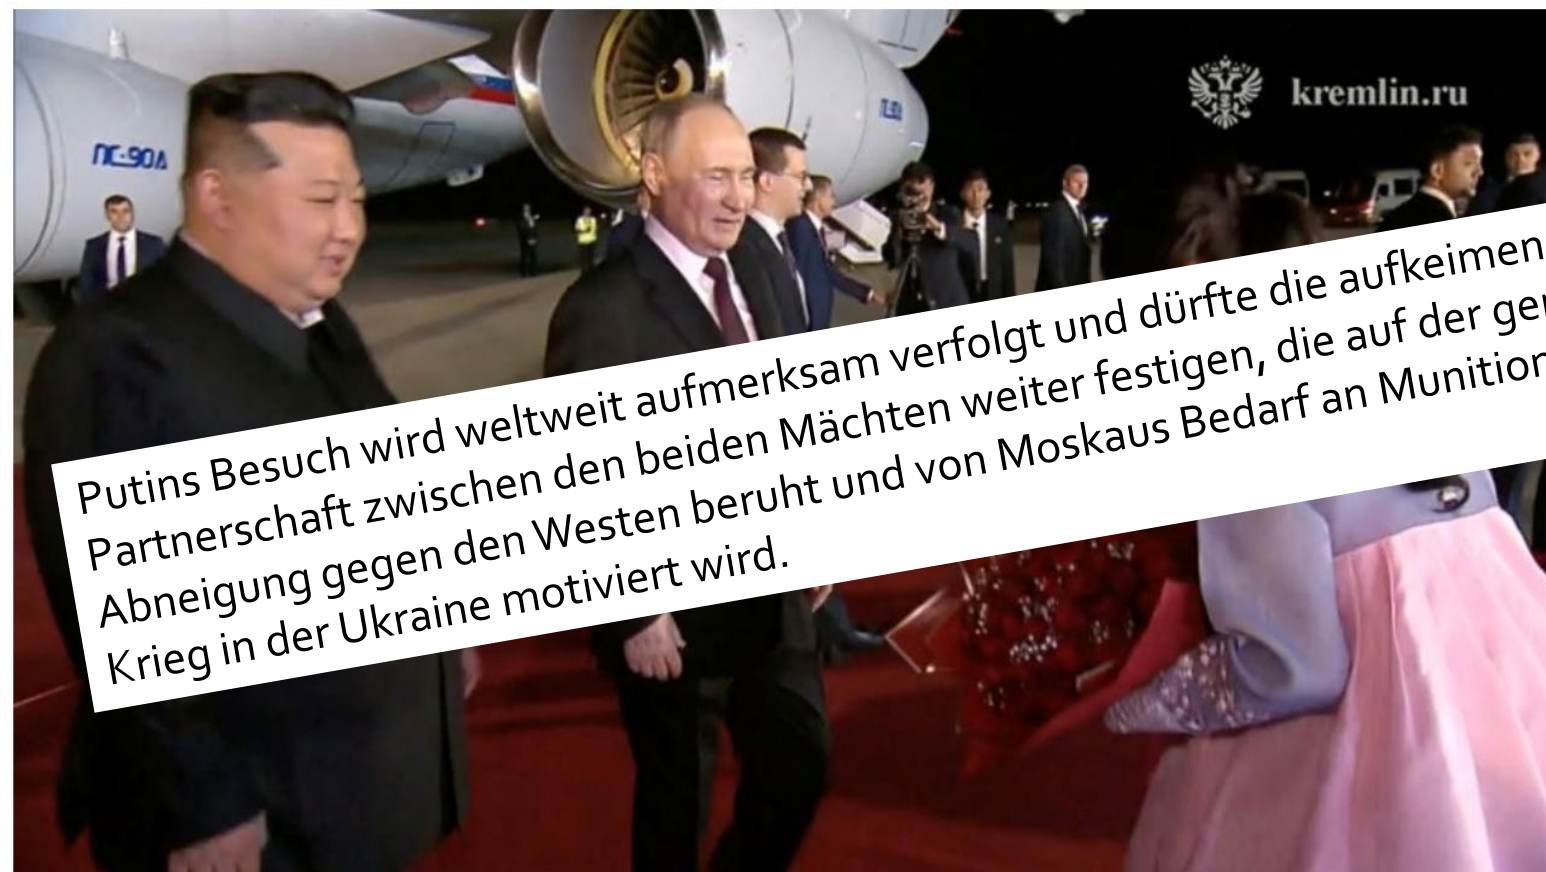 kremlin.ru
ПС-90А
Putins Besuch wird weltweit aufmerksam verfolgt und dürfte die aufkeimen
Partnerschaft zwischen den beiden Mächten weiter festigen, die auf der
Abneigung gegen den Westen beruht und von Moskaus Bedarf an Munition
Krieg in der Ukraine motiviert wird.